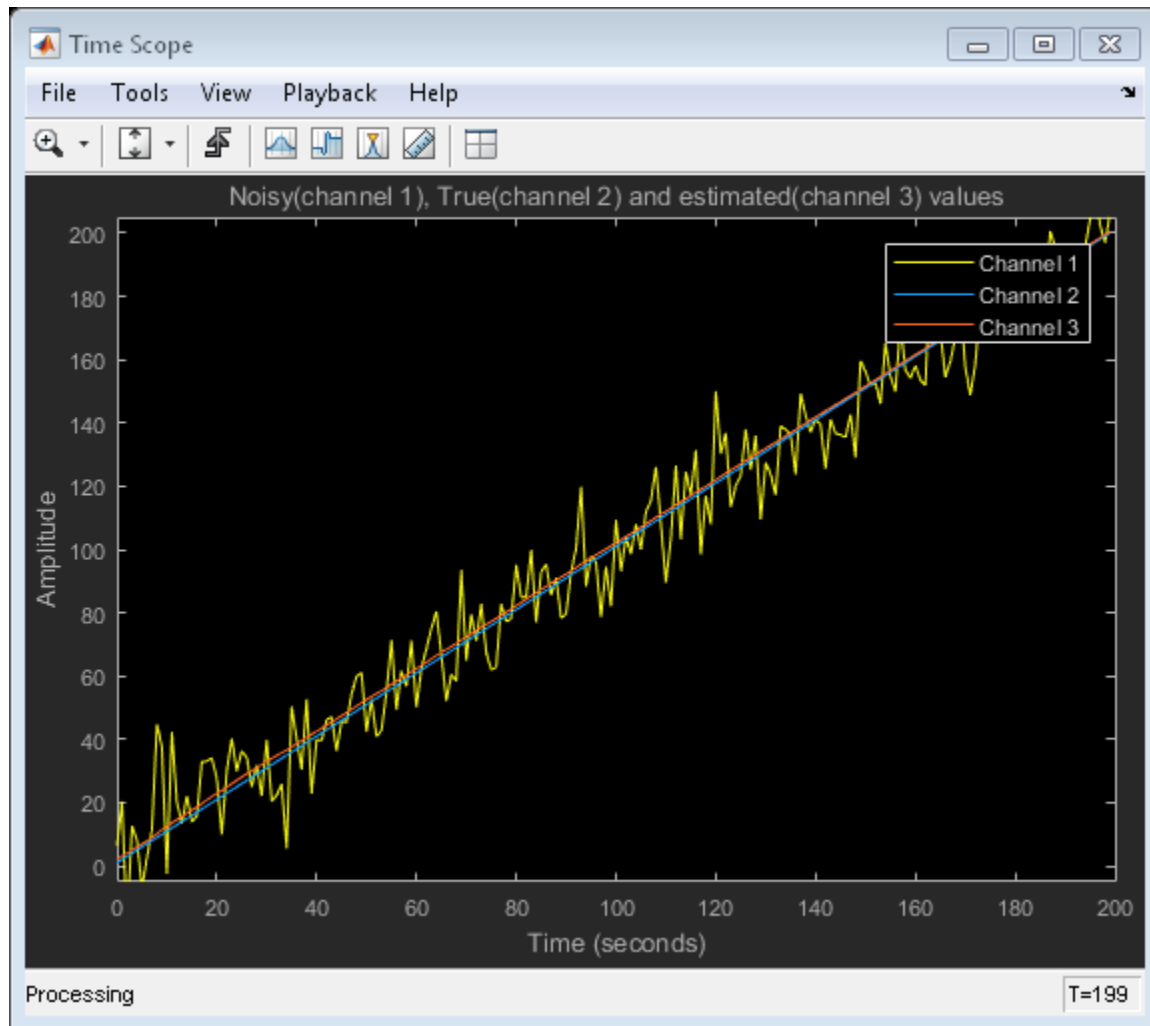 Time Scope
File Tools View Playback Help
Noisy(channel 1), True(channel 2) and estimated(channel 3) values
200
180
160
140
120
100
80
60
40
20
0
Amplitude
Channel 1
Channel 2
Channel 3
0 20 40 60 80 100 120 140 160 180 200
Time (seconds)
Processing T=199